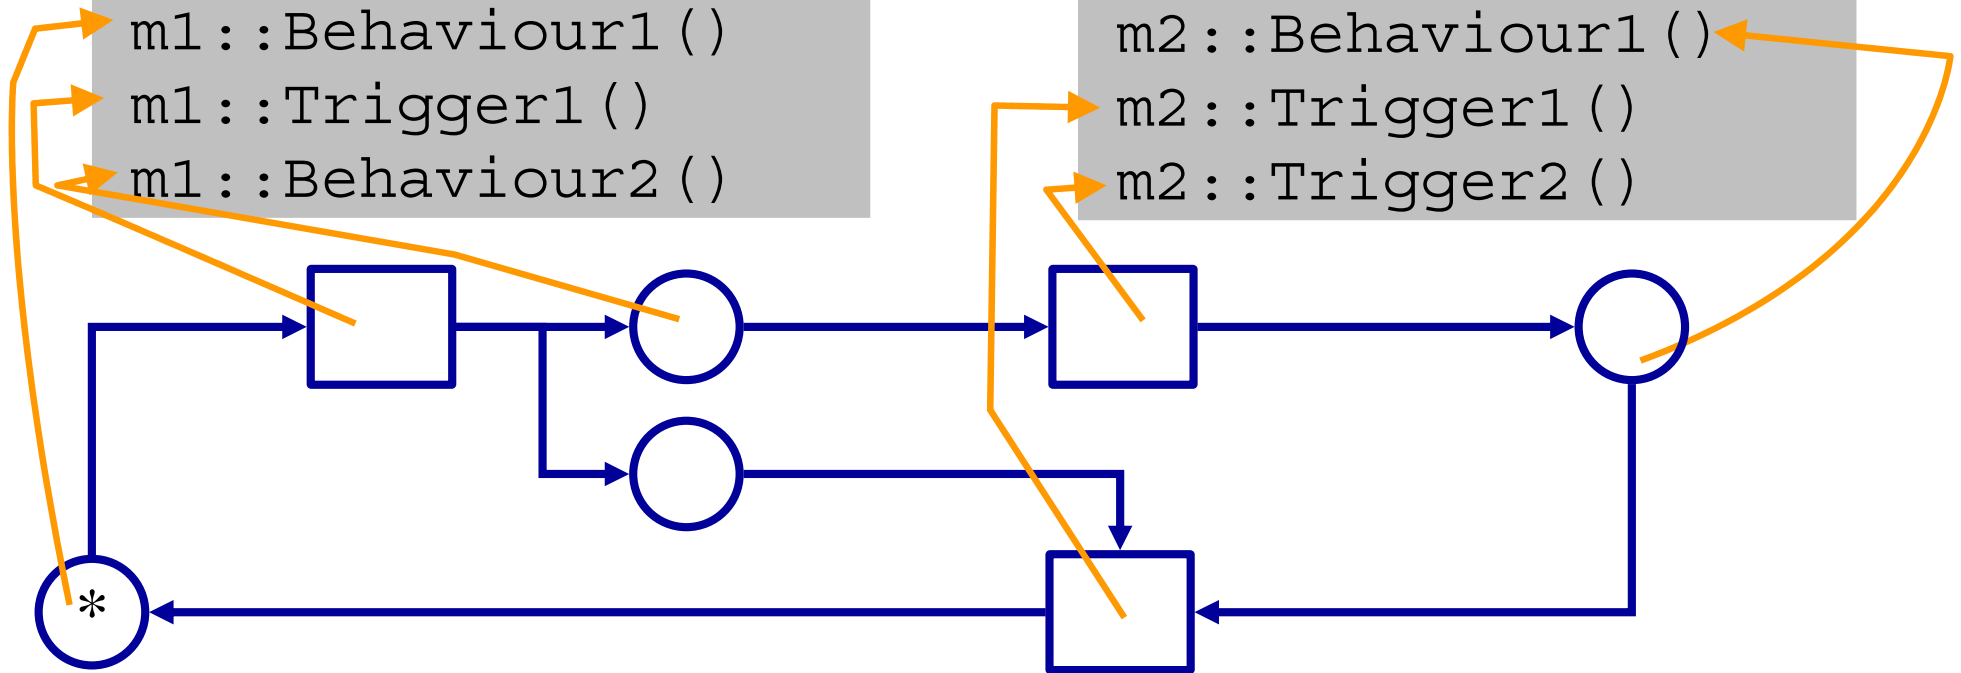 m1::Behaviour1()
m1::Trigger1()
m1::Behaviour2()
m2::Behaviour1()
m2::Trigger1()
m2::Trigger2()
*